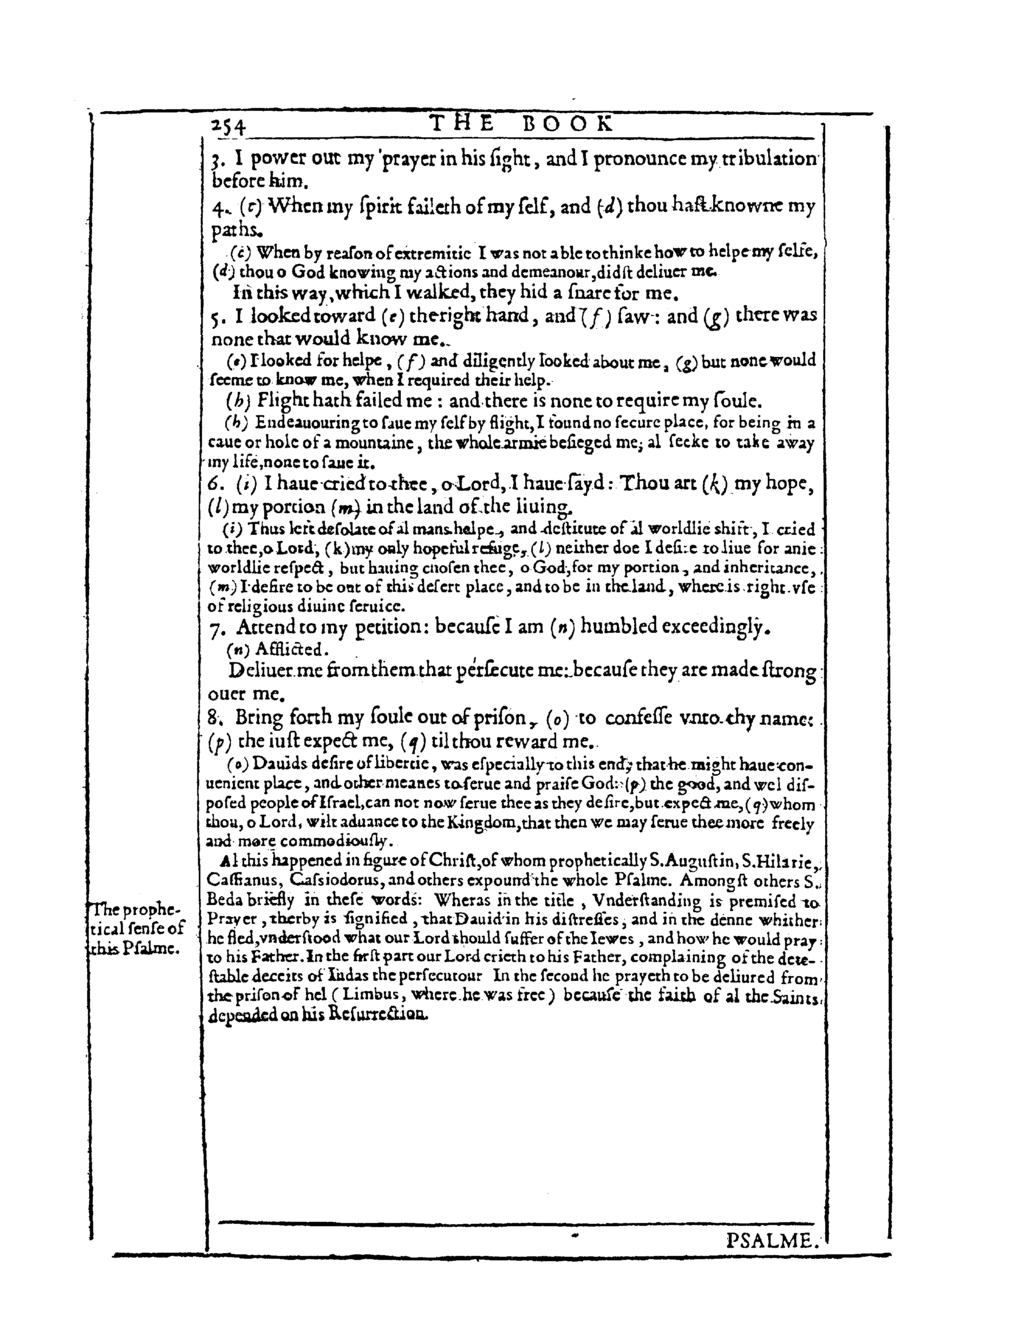 254 THE BOOK
3. I power out my prayer in his ſight, and I pronounce my tribulation
before him.
4. (c) When my ſpirit faileth of my ſelf, and (d) thou haſt knowne my
paths.
(c) When by reaſon of extremitie I was not able to thinke how to helpe my ſelfe,
(d) thou o God knowing my actions and demeanour, didſt deliuer me.
In this way, which I walked, they hid a ſnare for me.
5. I looked toward (e) the right hand, and (f) ſaw: and (g) there was
none that would know me.
(e) I looked for helpe, (f) and diligently looked about me, (g) but none would
ſeeme to know me, when I required their help.
(h) Flight hath failed me: and there is none to require my ſoule.
(h) Endeauouring to ſaue my ſelf by flight, I found no ſecure place, for being in a
caue or hole of a mountaine, the whole armie beſieged me, al ſeeke to take away
my life, none to ſaue it.
6. (i) I haue cried to thee, o Lord, I haue ſayd: Thou art (k) my hope,
(l) my portion (m) in the land of the liuing.
(i) Thus left deſolate of al mans helpe, and deſtitute of al worldlie shift, I cried
to thee, o Lord, (k) my only hopeful refuge, (l) neither doe I deſire to liue for anie
worldlie reſpect, but hauing choſen thee, o God, for my portion, and inheritance,
(m) I deſire to be out of this deſert place, and to be in the land, where is right vſe
of religious diuine ſeruice.
7. Attend to my petition: becauſe I am (n) humbled exceedingly.
(n) Afflicted.
Deliuer me from them that perſecute me: becauſe they are made ſtrong
ouer me.
8. Bring forth my ſoule out of priſon, (o) to confeſſe vnto thy name:
(p) the iuſt expect me, (q) til thou reward me.
(o) Dauids deſire of libertie, was eſpecially to this end, that he might haue con-
uenient place, and other meanes to ſerue and praiſe God: (p) the good, and wel diſ-
poſed people of Iſrael, can not now ſerue thee as they deſire, but expect me, (q) whom
thou, o Lord, wilt aduance to the Kingdom, that then we may ſerue thee more freely
and more commodiouſly.
Al this happened in figure of Chriſt, of whom prophetically S. Auguſtin, S. Hilarie,
Caſſianus, Caſsiodorus, and others expound the whole Pſalme. Amongſt others S.
Beda briefly in theſe words: Wheras in the title, Vnderſtanding is premiſed to
Prayer, therby is ſignified, that Dauid in his diſtreſſes, and in the denne whither
he fled, vnderſtood what our Lord should ſuffer of the Iewes, and how he would pray
to his Father. In the firſt part our Lord crieth to his Father, complaining of the dete-
ſtable deceits of Iudas the perſecutour In the ſecond he prayeth to be deliured from
the priſon of hel (Limbus, where he was free) becauſe the faith of al the Saints
depended on his Reſurrection.
The prophe-
tical ſenſe of
this Pſalme.
PSALME.